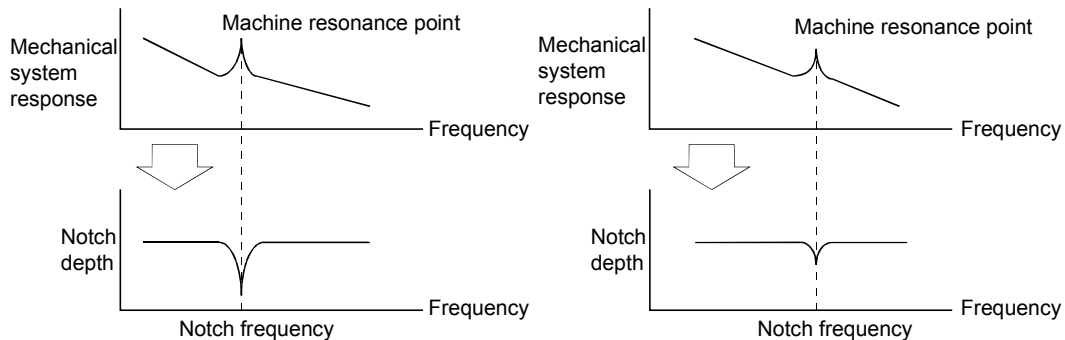 Machine resonance point
Mechanical
system
response
Frequency
Notch
depth
Frequency
Notch frequency
Machine resonance point
Mechanical
system
response
Frequency
Notch
depth
Frequency
Notch frequency